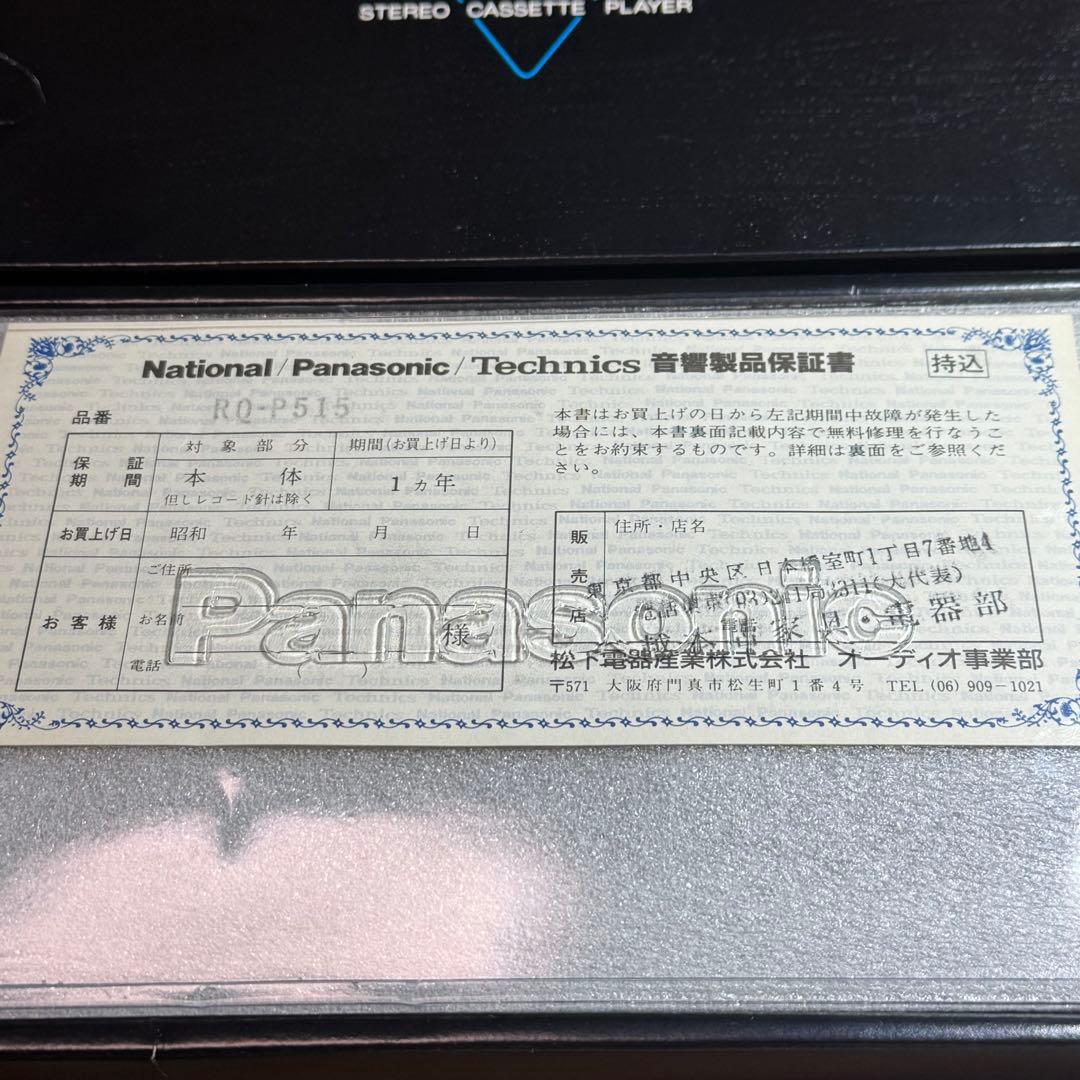 STEREO CASSETTE PLAYER
National/Panasonic/Technics 音響製品保証書 持込
品番 RQ-P515
対象部分 期間(お買上げ日より)
保証期間 本体 1ヵ年
但しレコード針は除く
お買上げ日 昭和 年 月 日
お客様 ご住所
お名前 様
電話
本書はお買上げの日から左記期間中故障が発生した
場合には、本書裏面記載内容で無料修理を行なうこ
とをお約束するものです。詳細は裏面をご参照くだ
さい。
販売店 住所・店名
東京都中央区日本橋室町1丁目7番地4
(大代表)
電器部
Panasonic
松下電器産業株式会社 オーディオ事業部
〒571 大阪府門真市松生町1番4号 TEL(06)909-1021